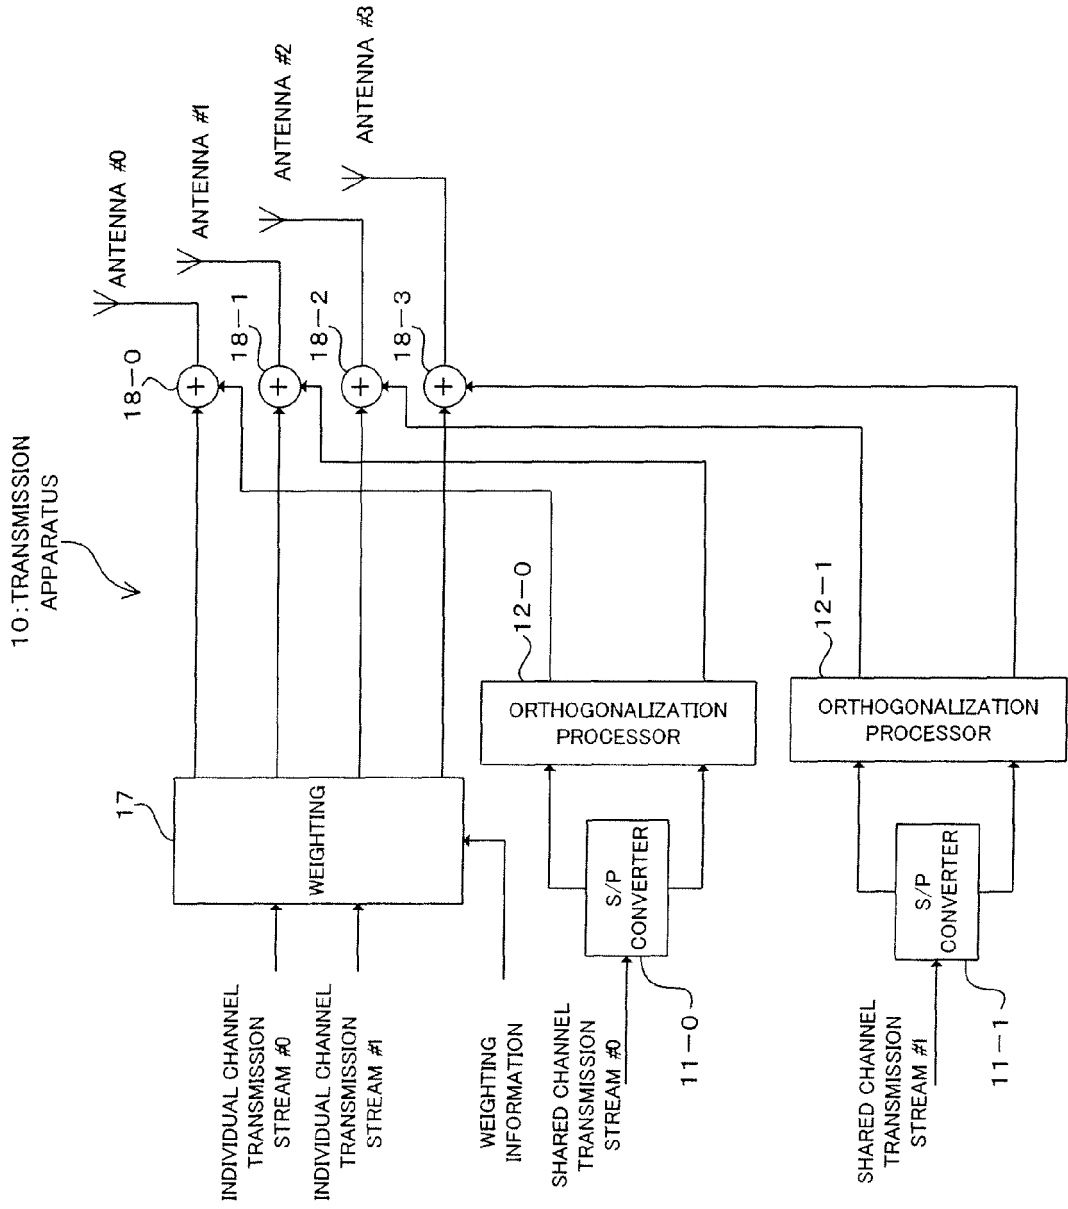 10:TRANSMISSION
APPARATUS
ANTENNA #0
ANTENNA #1
ANTENNA #2
ANTENNA #3
18-0
18-1
18-2
18-3
17
WEIGHTING
INDIVIDUAL CHANNEL
TRANSMISSION
STREAM #0
INDIVIDUAL CHANNEL
TRANSMISSION
STREAM #1
WEIGHTING
INFORMATION
12-0
ORTHOGONALIZATION
PROCESSOR
S/P
CONVERTER
11-0
SHARED CHANNEL
TRANSMISSION
STREAM #0
12-1
ORTHOGONALIZATION
PROCESSOR
S/P
CONVERTER
11-1
SHARED CHANNEL
TRANSMISSION
STREAM #1